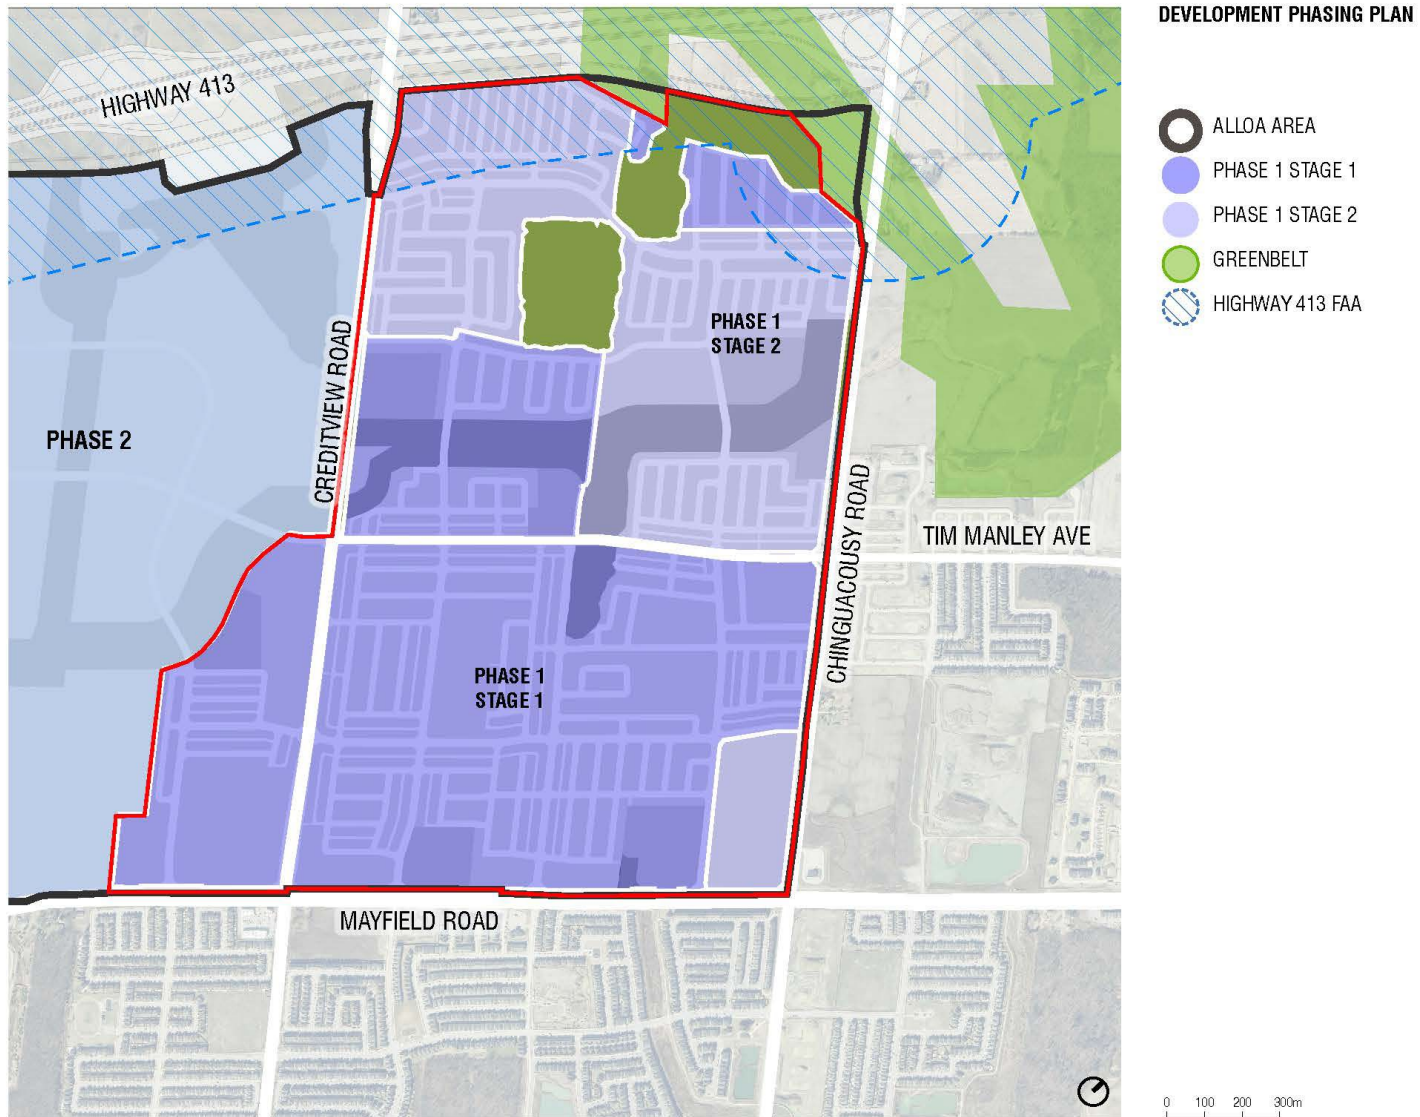 DEVELOPMENT PHASING PLAN
HIGHWAY 413
ALLOA AREA
PHASE 1 STAGE 1
PHASE 1 STAGE 2
GREENBELT
HIGHWAY 413 FAA
PHASE 1
STAGE 2
CREDITVIEW ROAD
PHASE 2
CHINGUACOUSY ROAD
TIM MANLEY AVE
PHASE 1
STAGE 1
MAYFIELD ROAD
0 100 200 300m